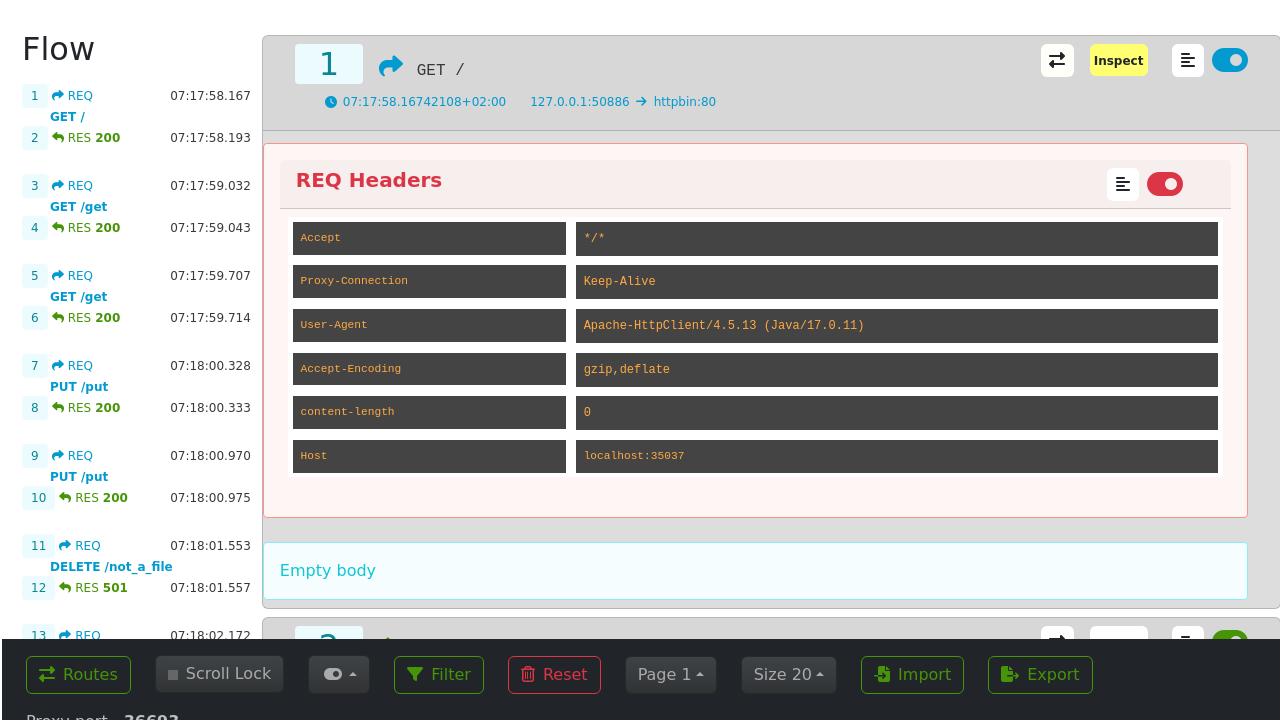 Flow
1 REQ 07:17:58.167
GET /
2 RES 200 07:17:58.193
3 REQ 07:17:59.032
GET /get
4 RES 200 07:17:59.043
5 REQ 07:17:59.707
GET /get
6 RES 200 07:17:59.714
7 REQ 07:18:00.328
PUT /put
8 RES 200 07:18:00.333
9 REQ 07:18:00.970
PUT /put
10 RES 200 07:18:00.975
11 REQ 07:18:01.553
DELETE /not_a_file
12 RES 501 07:18:01.557
13 REQ 07:18:02.172
1 GET / Inspect
07:17:58.16742108+02:00 127.0.0.1:50886 → httpbin:80
REQ Headers
Accept */*
Proxy-Connection Keep-Alive
User-Agent Apache-HttpClient/4.5.13 (Java/17.0.11)
Accept-Encoding gzip,deflate
content-length 0
Host localhost:35037
Empty body
2
Routes Scroll Lock Filter Reset Page 1 Size 20 Import Export
Proxy port 36693